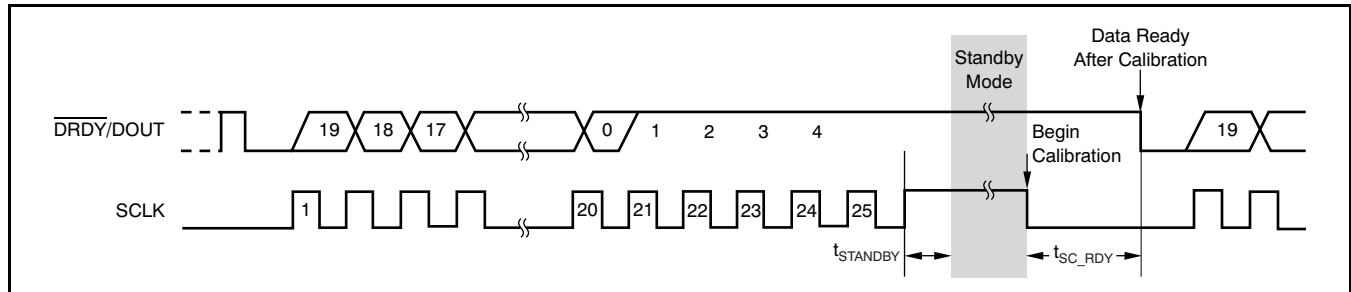 Data Ready
After Calibration
Standby
Mode
DRDY/DOUT
19 18 17 0 1 2 3 4 19
Begin
Calibration
SCLK
1 20 21 22 23 24 25
tSTANDBY
tSC_RDY